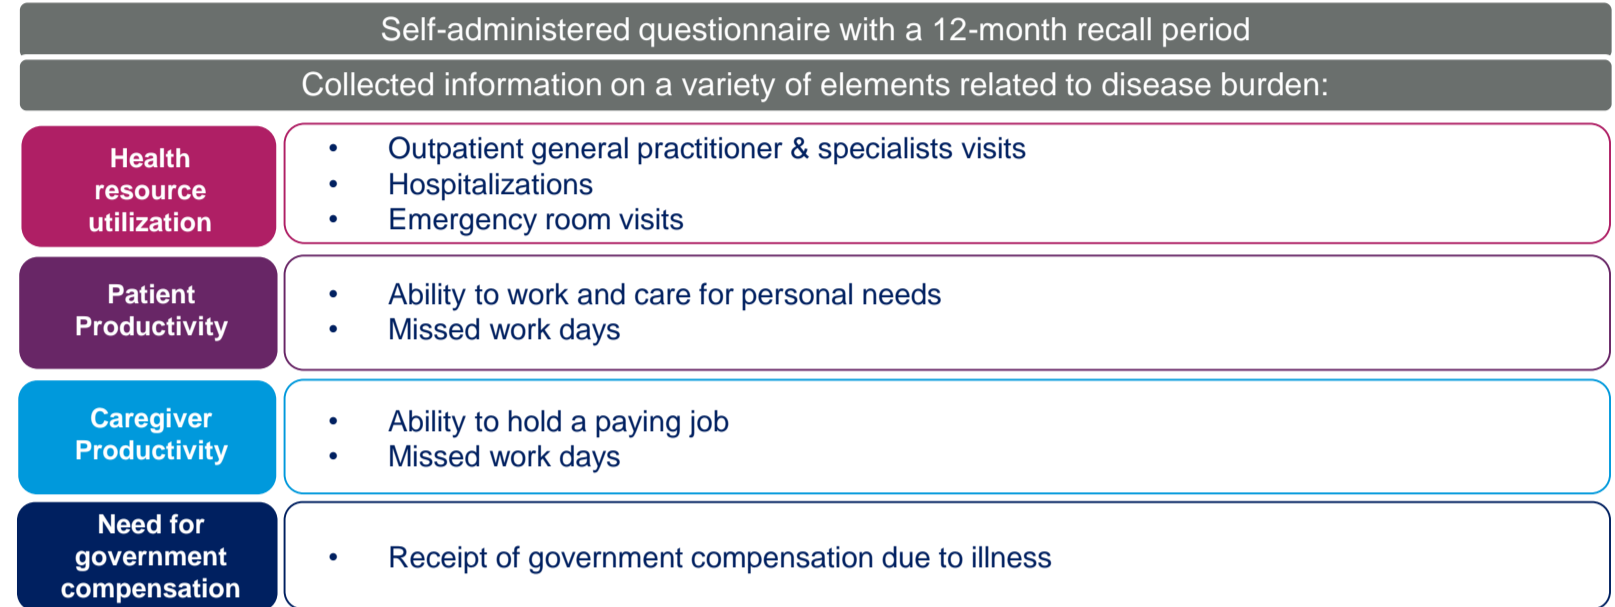 Self-administered questionnaire with a 12-month recall period
Collected information on a variety of elements related to disease burden:
Health
resource
utilization
• Outpatient general practitioner & specialists visits
• Hospitalizations
• Emergency room visits
Patient
Productivity
• Ability to work and care for personal needs
• Missed work days
Caregiver
Productivity
• Ability to hold a paying job
• Missed work days
Need for
government
compensation
• Receipt of government compensation due to illness